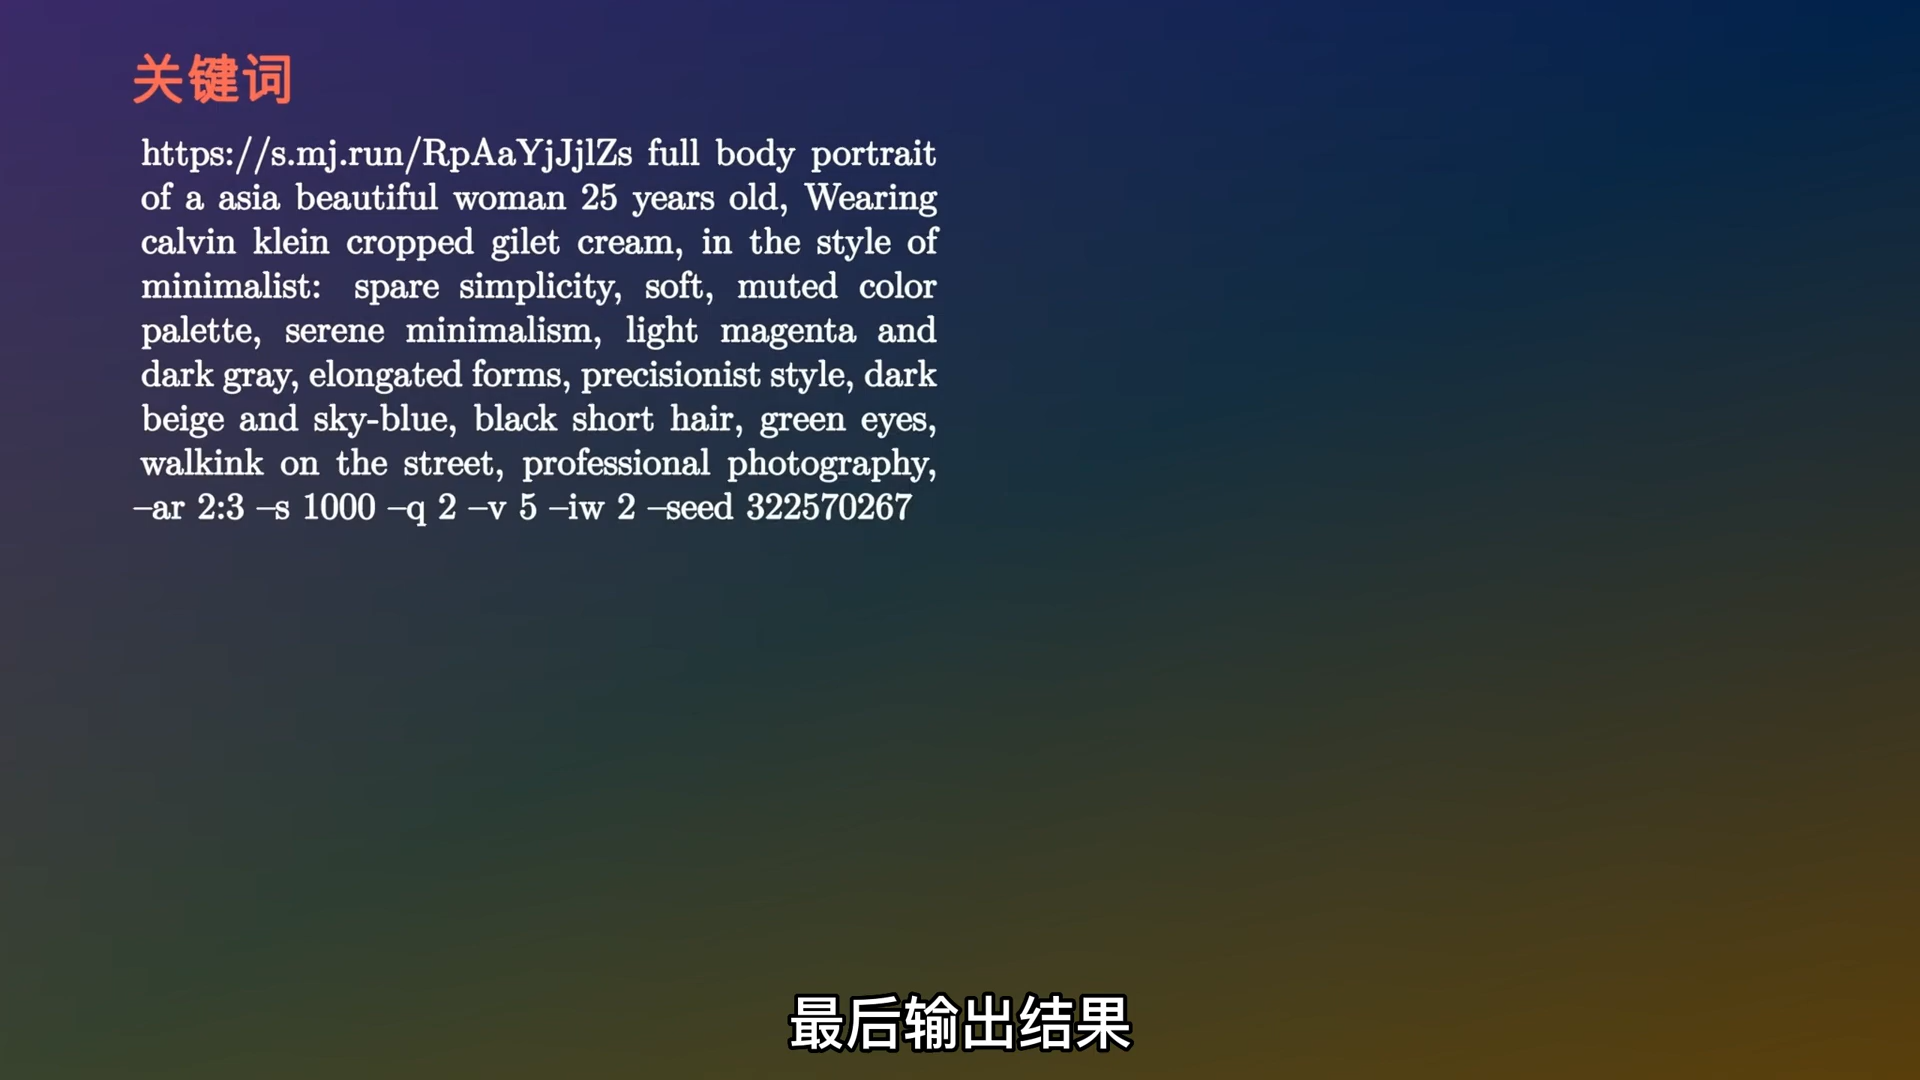 关键词
https://s.mj.run/RpAaYjJjlZs full body portrait
of a asia beautiful woman 25 years old, Wearing
calvin klein cropped gilet cream, in the style of
minimalist: spare simplicity, soft, muted color
palette, serene minimalism, light magenta and
dark gray, elongated forms, precisionist style, dark
beige and sky-blue, black short hair, green eyes,
walkink on the street, professional photography,
–ar 2:3 –s 1000 –q 2 –v 5 –iw 2 –seed 322570267
最后输出结果